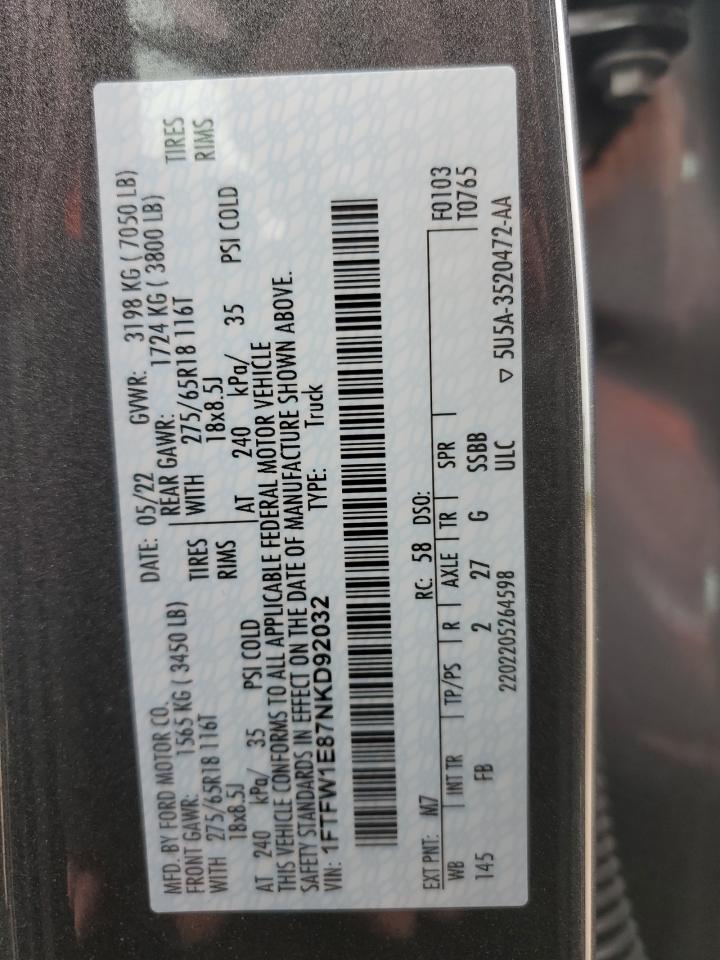 MFD. BY FORD MOTOR CO. DATE: 05/22 GVWR: 3198 KG ( 7050 LB)
FRONT GAWR: 1565 KG ( 3450 LB) REAR GAWR: 1724 KG ( 3800 LB)
WITH 275/65R18 116T TIRES WITH 275/65R18 116T TIRES
18x8.5J RIMS 18x8.5J RIMS
AT 240 kPa/ 35 PSI COLD AT 240 kPa/ 35 PSI COLD
THIS VEHICLE CONFORMS TO ALL APPLICABLE FEDERAL MOTOR VEHICLE
SAFETY STANDARDS IN EFFECT ON THE DATE OF MANUFACTURE SHOWN ABOVE.
VIN: 1FTFW1E87NKD92032 TYPE: Truck
EXT PNT: M7 RC: 58 DSO: F0103
WB INT TR TP/PS R AXLE TR SPR T0765
145 FB 2 27 G SSBB
2202205264598 ULC ▽ 5U5A-3520472-AA